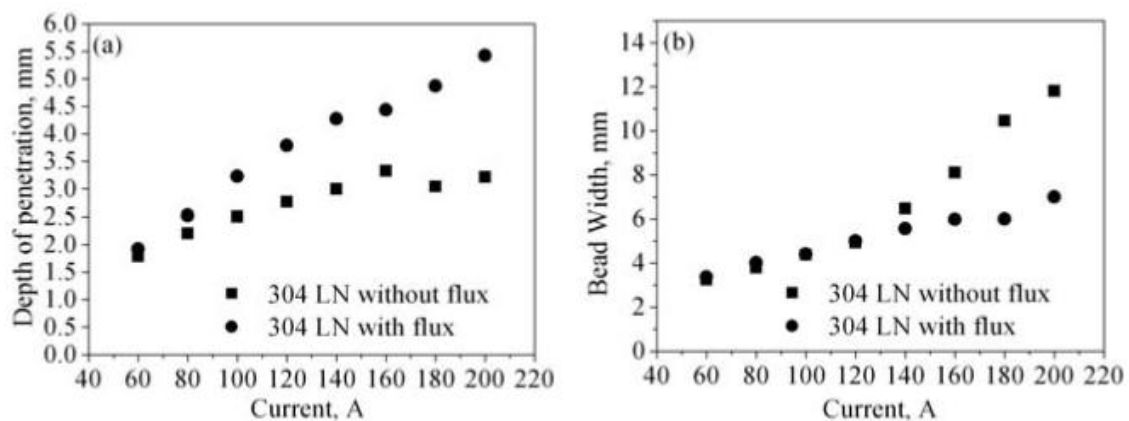 (a)
Depth of penetration, mm
6.0
5.5
5.0
4.5
4.0
3.5
3.0
2.5
2.0
1.5
1.0
0.5
0.0
304 LN without flux
304 LN with flux
40 60 80 100 120 140 160 180 200 220
Current, A
(b)
Bead Width, mm
14
12
10
8
6
4
2
0
304 LN without flux
304 LN with flux
40 60 80 100 120 140 160 180 200 220
Current, A